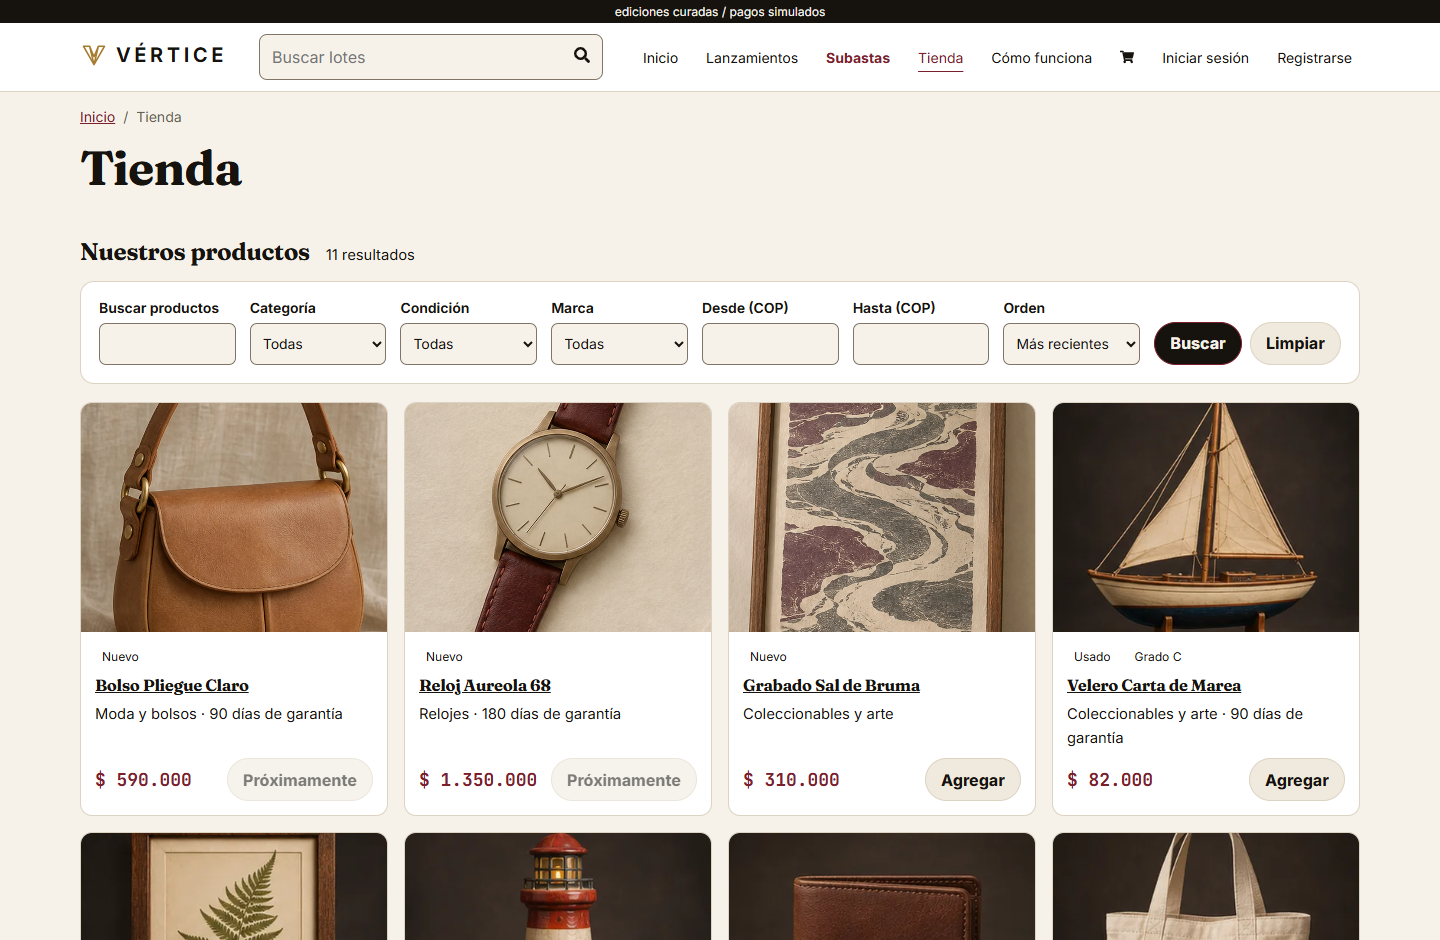 ediciones curadas / pagos simulados
VÉRTICE
Buscar lotes
Inicio
Lanzamientos
Subastas
Tienda
Cómo funciona
Iniciar sesión
Registrarse
Inicio / Tienda
Tienda
Nuestros productos 11 resultados
Buscar productos
Categoría
Condición
Marca
Desde (COP)
Hasta (COP)
Orden
Todas
Todas
Todas
Más recientes
Buscar
Limpiar
Nuevo
Bolso Pliegue Claro
Moda y bolsos · 90 días de garantía
$ 590.000
Próximamente
Nuevo
Reloj Aureola 68
Relojes · 180 días de garantía
$ 1.350.000
Próximamente
Nuevo
Grabado Sal de Bruma
Coleccionables y arte
$ 310.000
Agregar
Usado Grado C
Velero Carta de Marea
Coleccionables y arte · 90 días de
garantía
$ 82.000
Agregar